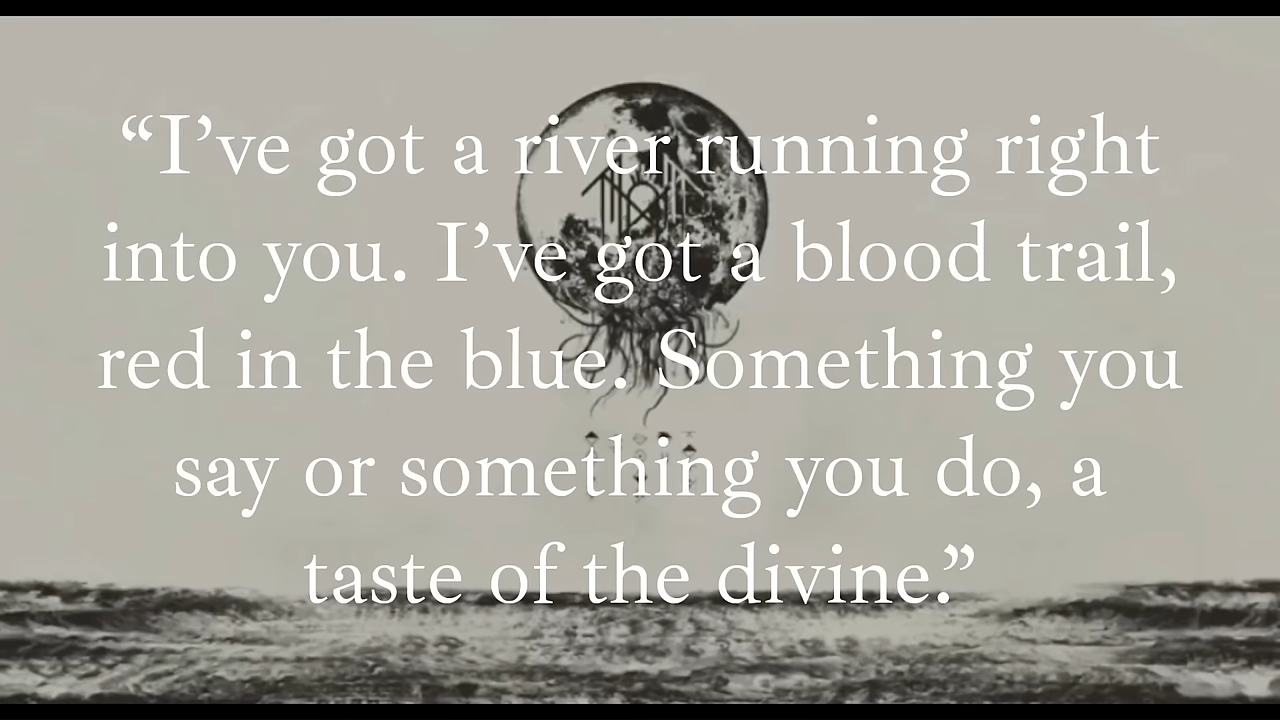 “I’ve got a river running right
into you. I’ve got a blood trail,
red in the blue. Something you
say or something you do, a
taste of the divine.”